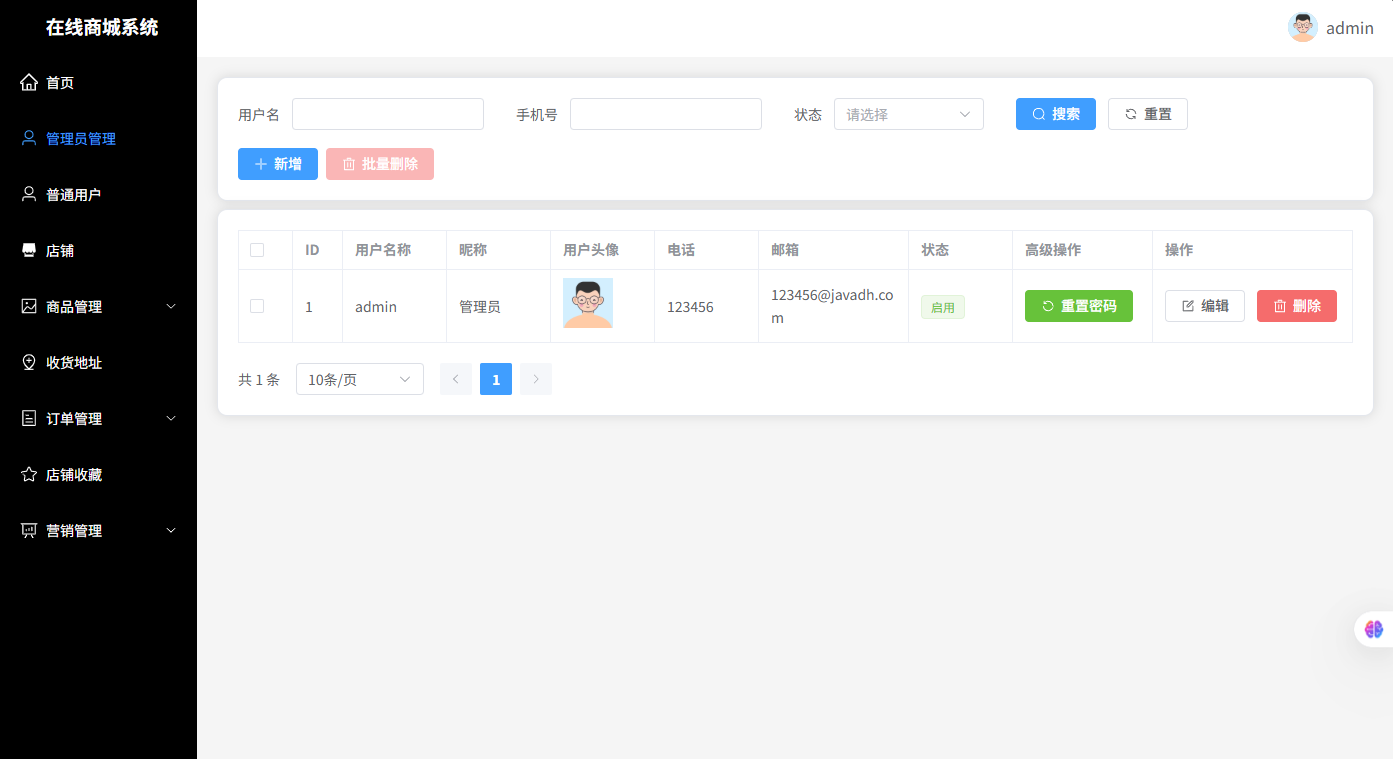 在线商城系统
admin
首页
管理员管理
普通用户
店铺
商品管理
收货地址
订单管理
店铺收藏
营销管理
用户名
手机号
状态
请选择
搜索
重置
新增
批量删除
ID
用户名称
昵称
用户头像
电话
邮箱
状态
高级操作
操作
1
admin
管理员
123456
123456@javadh.co
m
启用
重置密码
编辑
删除
共 1 条
10条/页
1